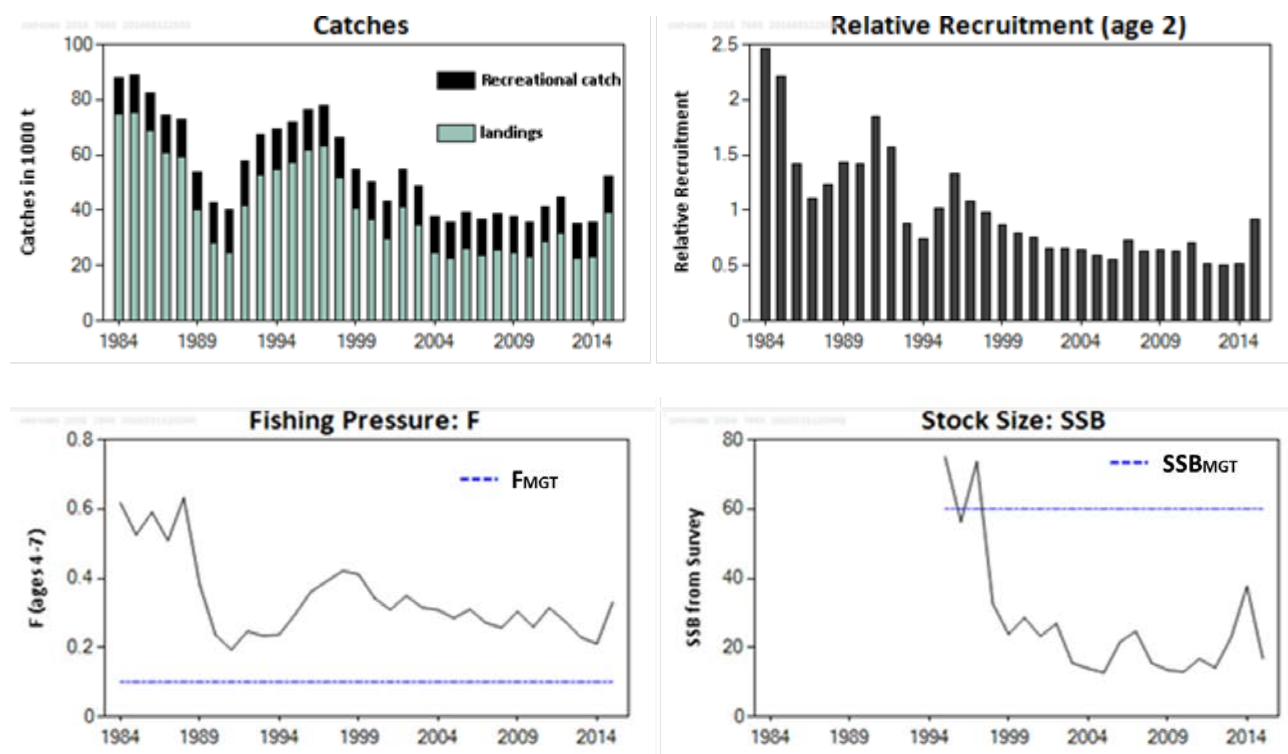 Catches
Catches in 1000 t
100
80
60
40
20
0
Recreational catch
landings
1984 1989 1994 1999 2004 2009 2014
Relative Recruitment (age 2)
Relative Recruitment
2.5
2
1.5
1
0.5
0
1984 1989 1994 1999 2004 2009 2014
Fishing Pressure: F
F (ages 4-7)
0.8
0.6
0.4
0.2
0
FMGT
1984 1989 1994 1999 2004 2009 2014
Stock Size: SSB
SSB from Survey
80
60
40
20
0
SSBMGT
1984 1989 1994 1999 2004 2009 2014